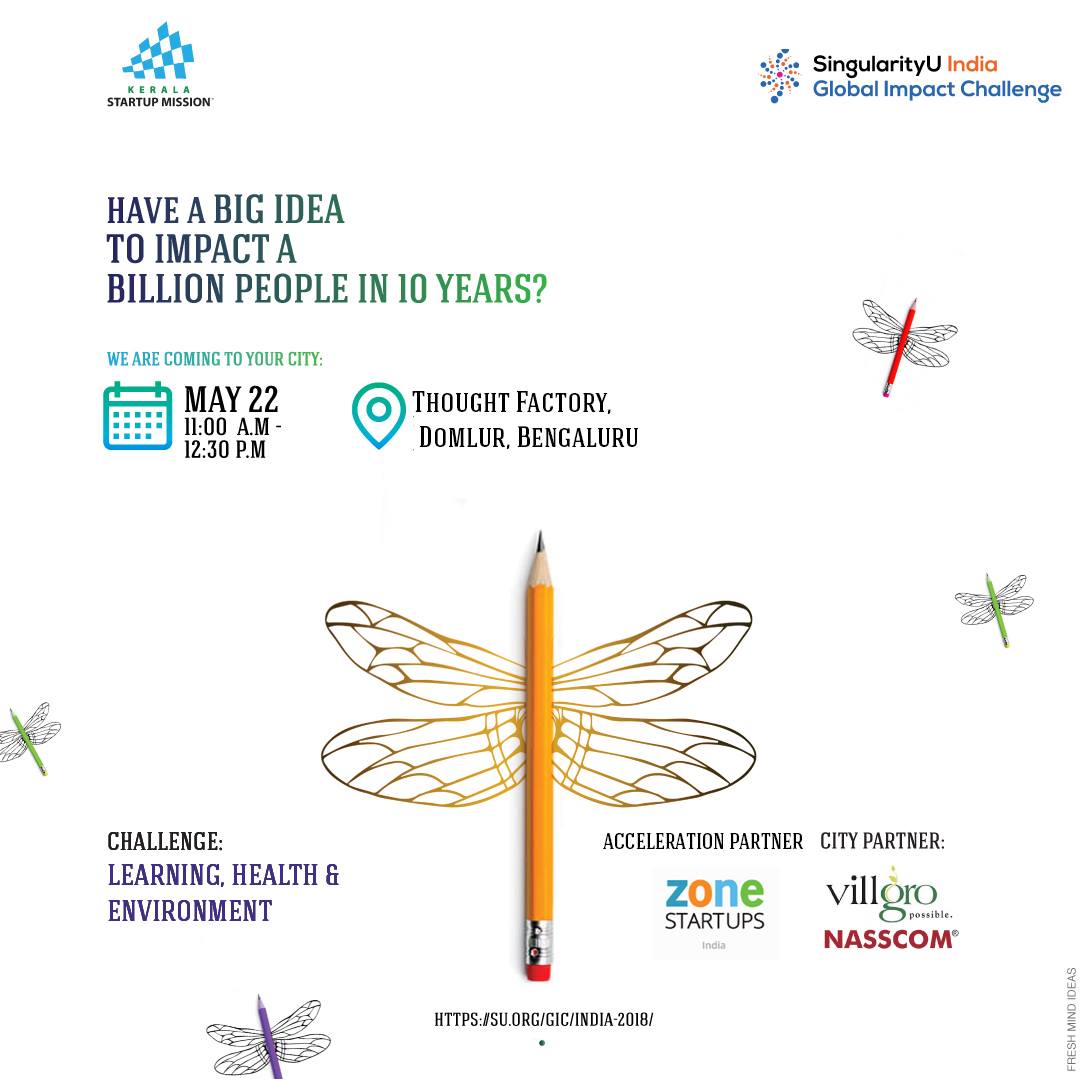 KERALA
STARTUP MISSION
SingularityU India
Global Impact Challenge
HAVE A BIG IDEA
TO IMPACT A
BILLION PEOPLE IN 10 YEARS?
WE ARE COMING TO YOUR CITY:
MAY 22
11:00 A.M -
12:30 P.M
THOUGHT FACTORY,
DOMLUR, BENGALURU
CHALLENGE:
LEARNING, HEALTH &
ENVIRONMENT
ACCELERATION PARTNER
zone
STARTUPS
India
CITY PARTNER:
villgro
possible.
NASSCOM®
HTTPS://SU.ORG/GIC/INDIA-2018/
FRESH MIND IDEAS